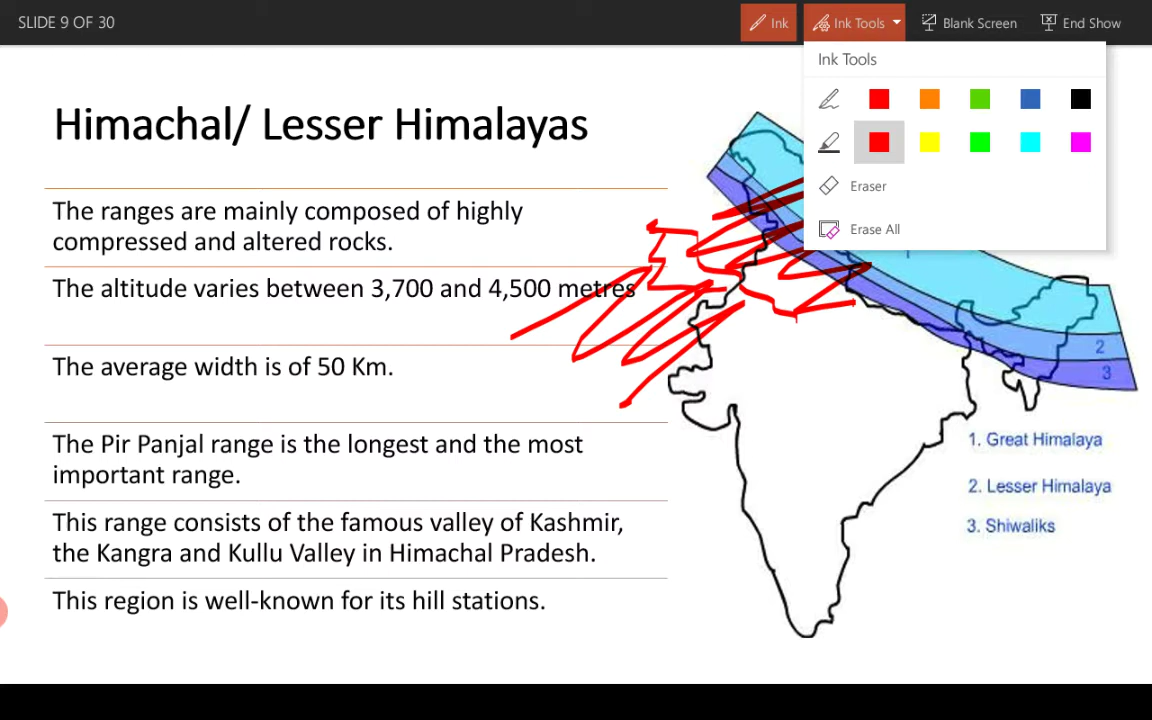 SLIDE 9 OF 30
Ink
Ink Tools
Blank Screen
End Show
Ink Tools
Eraser
Erase All
Himachal/ Lesser Himalayas
The ranges are mainly composed of highly
compressed and altered rocks.
The altitude varies between 3,700 and 4,500 metres
The average width is of 50 Km.
The Pir Panjal range is the longest and the most
important range.
This range consists of the famous valley of Kashmir,
the Kangra and Kullu Valley in Himachal Pradesh.
This region is well-known for its hill stations.
1
2
3
1. Great Himalaya
2. Lesser Himalaya
3. Shiwaliks